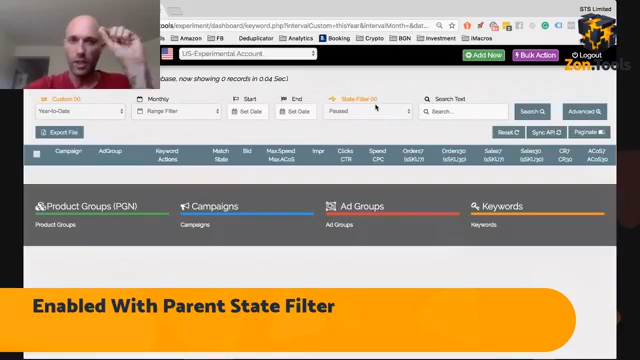 STS Limited
tools/experiment/dashboard/keyword.php?intervalCustom=thisYear&intervalMonth=&dat...
Amazon FB Deduplicator Analytics Booking Crypto BGN Investment iMacros
US-Experimental Account
Add New
Bulk Action
Logout
Zon.Tools
base, now showing 0 records in 0.04 Sec.)
Custom () Monthly Start End State Filter () Search Text
Year-to-Date Range Filter Set Date Set Date Paused Search... Search Advanced
Export File Reset Sync API Paginate
Campaign AdGroup Keyword Actions Match State Bid Max.Spend Max.ACoS Impr Clicks CTR Spend CPC Orders7 (sSKU7) Orders30 (sSKU30) Sales7 (sSKU7) Sales30 (sSKU30) CR7 CR30 ACoS7 ACoS30
Product Groups (PGN) Campaigns Ad Groups Keywords
Product Groups Campaigns Ad Groups Keywords
Enabled With Parent State Filter